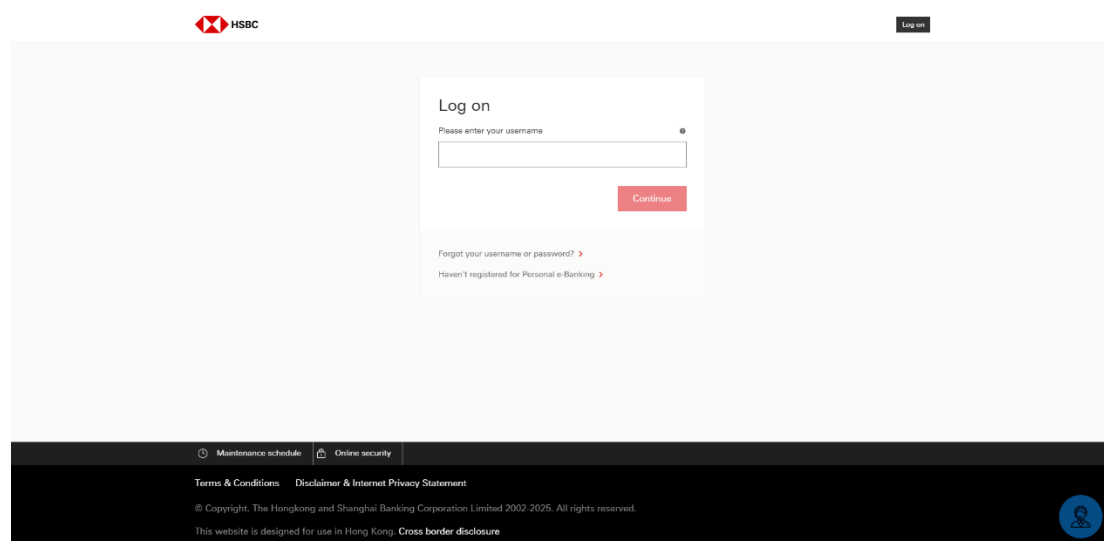 HSBC
Log on
Log on
Please enter your username
Continue
Forgot your username or password?
Haven't registered for Personal e-Banking
Maintenance schedule
Online security
Terms & Conditions Disclaimer & Internet Privacy Statement
© Copyright. The Hongkong and Shanghai Banking Corporation Limited 2002-2025. All rights reserved.
This website is designed for use in Hong Kong. Cross border disclosure